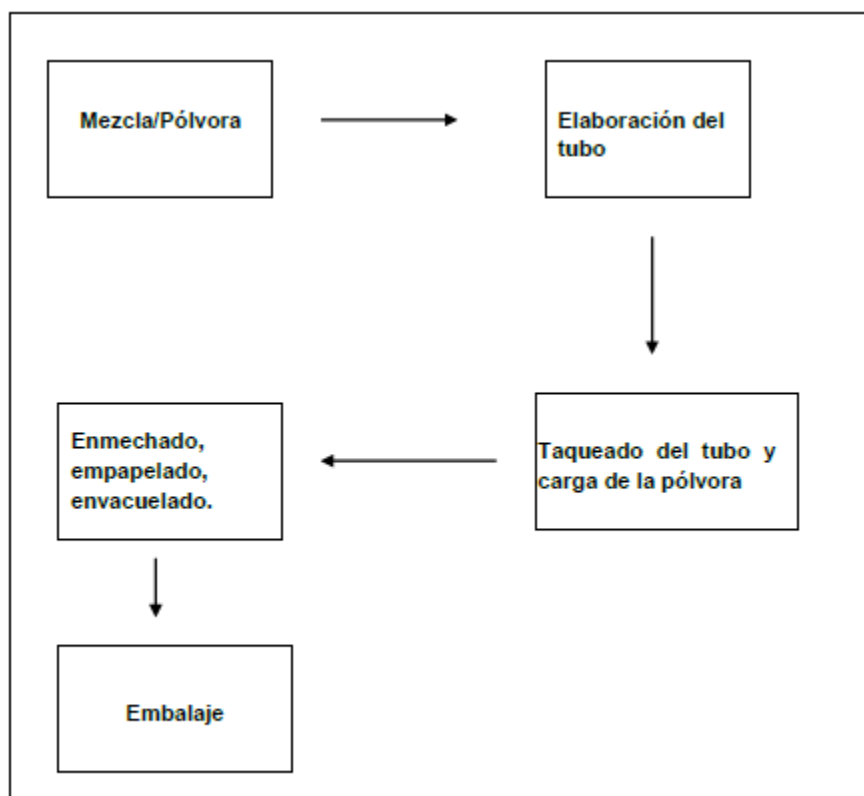 Mezcla/Pólvora
Elaboración del
tubo
Taqueado del tubo y
carga de la pólvora
Enmechado,
empapelado,
envacuelado.
Embalaje